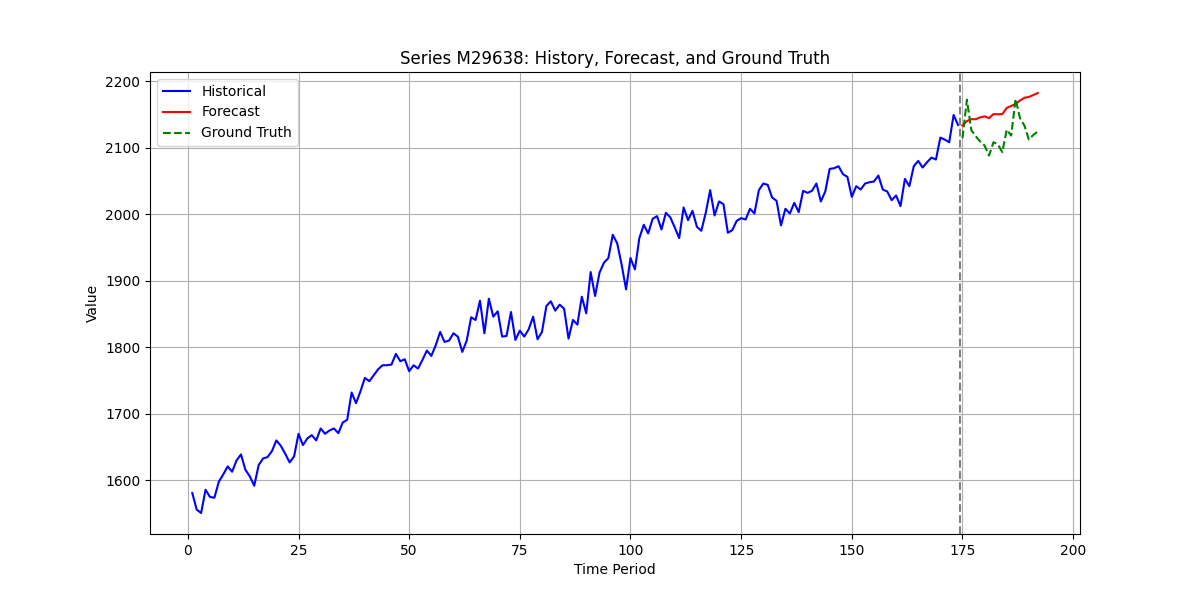 Series M29638: History, Forecast, and Ground Truth
Historical
Forecast
Ground Truth
2200
2100
2000
1900
1800
1700
1600
Value
0 25 50 75 100 125 150 175 200
Time Period